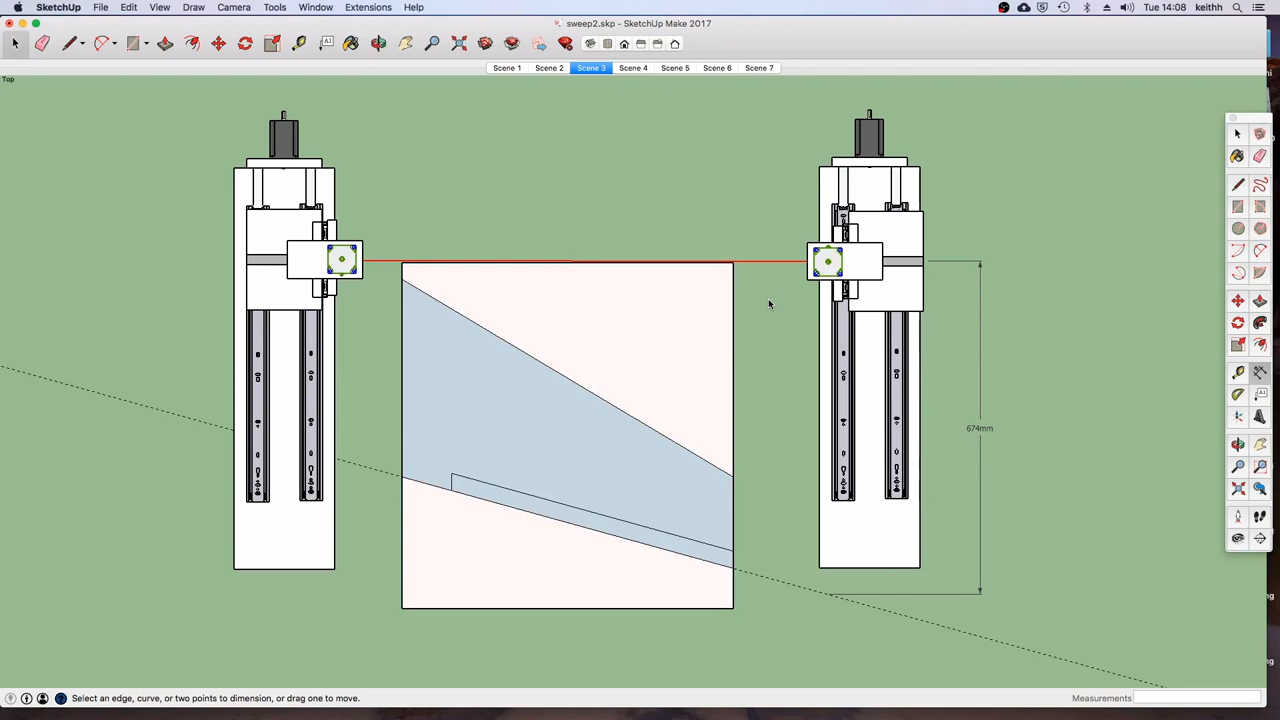 SketchUp File Edit View Draw Camera Tools Window Extensions Help Tue 14:08 keithh
sweep2.skp - SketchUp Make 2017
Scene 1 Scene 2 Scene 3 Scene 4 Scene 5 Scene 6 Scene 7
Top
674mm
Select an edge, curve, or two points to dimension, or drag one to move. Measurements